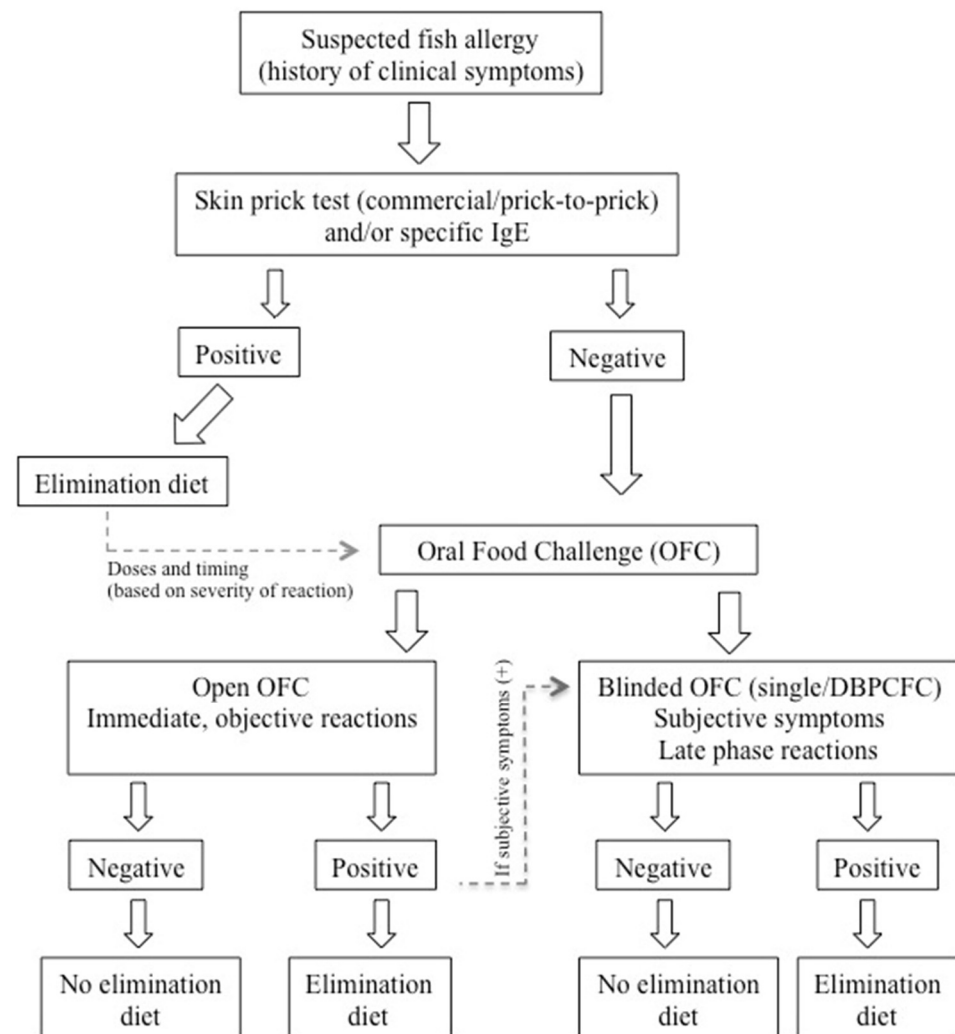 Suspected fish allergy
(history of clinical symptoms)
Skin prick test (commercial/prick-to-prick)
and/or specific IgE
Positive
Negative
Elimination diet
Oral Food Challenge (OFC)
Doses and timing
(based on severity of reaction)
Open OFC
Immediate, objective reactions
If subjective symptoms (+)
Blinded OFC (single/DBPCFC)
Subjective symptoms
Late phase reactions
Negative
Positive
Negative
Positive
No elimination
diet
Elimination
diet
No elimination
diet
Elimination
diet